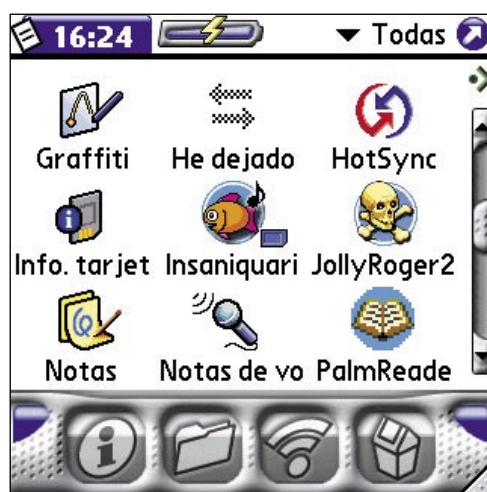 16:24 Todas
Graffiti He dejado HotSync
Info. tarjet Insaniquari JollyRoger2
Notas Notas de vo PalmReade